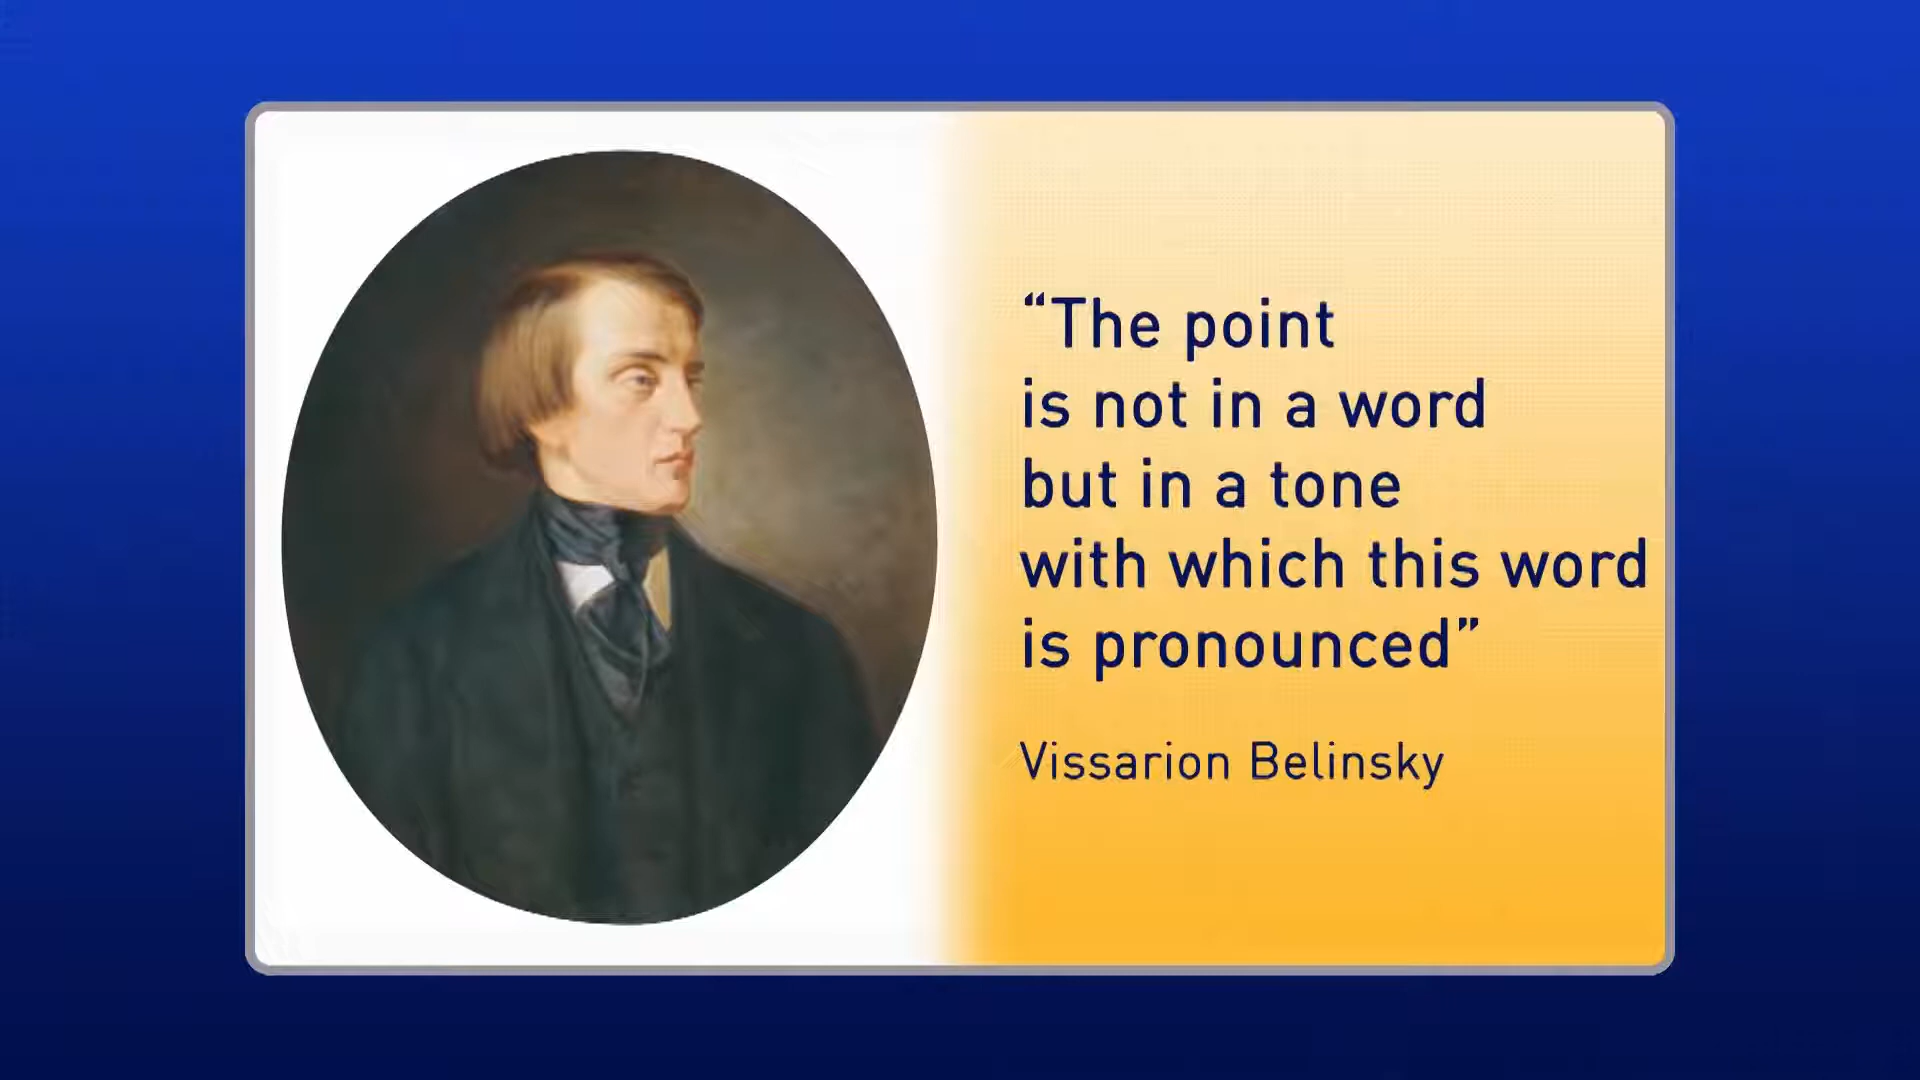 “The point
is not in a word
but in a tone
with which this word
is pronounced”
Vissarion Belinsky